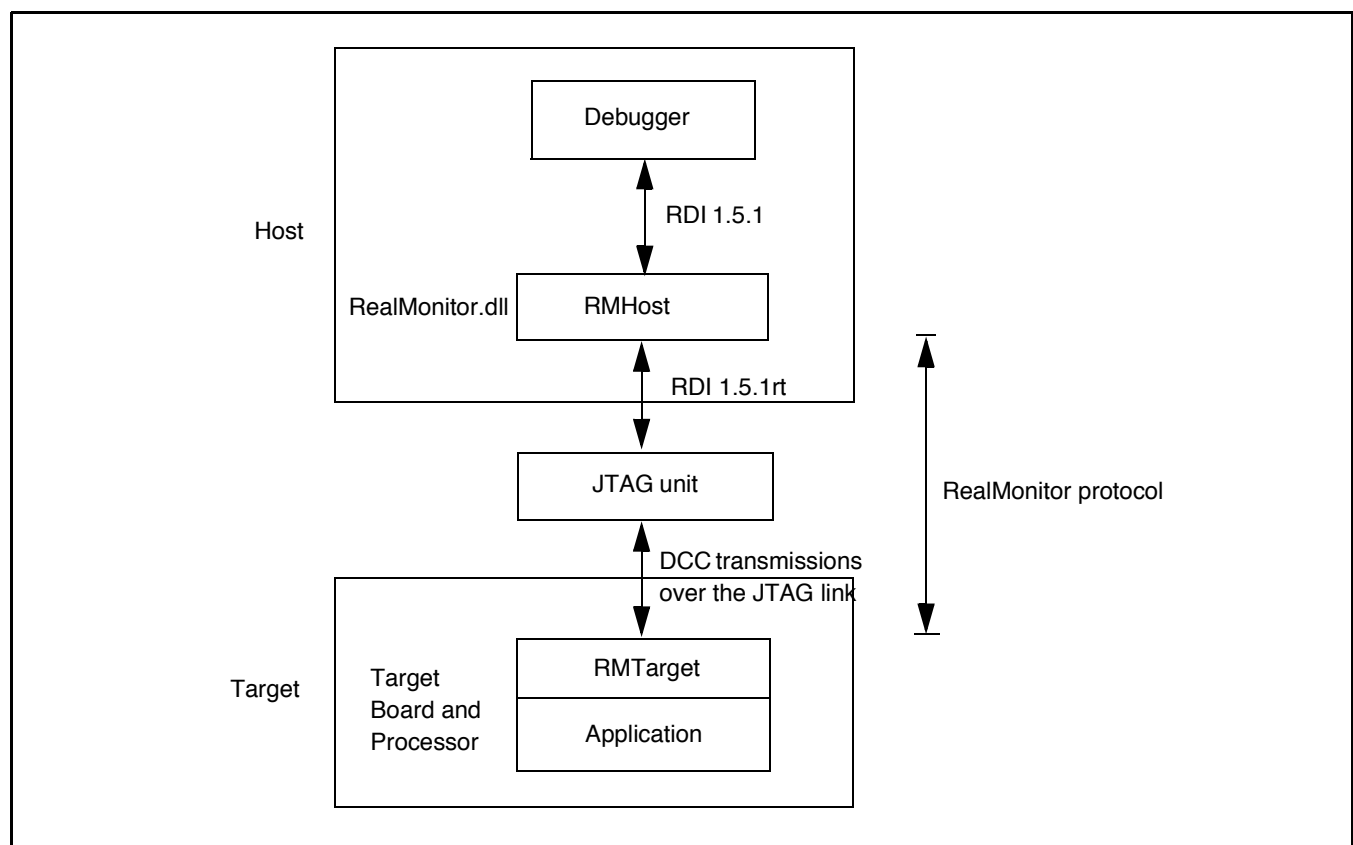 Debugger
RDI 1.5.1
Host
RealMonitor.dll
RMHost
RDI 1.5.1rt
JTAG unit
RealMonitor protocol
DCC transmissions
over the JTAG link
RMTarget
Target
Target
Board and
Processor
Application